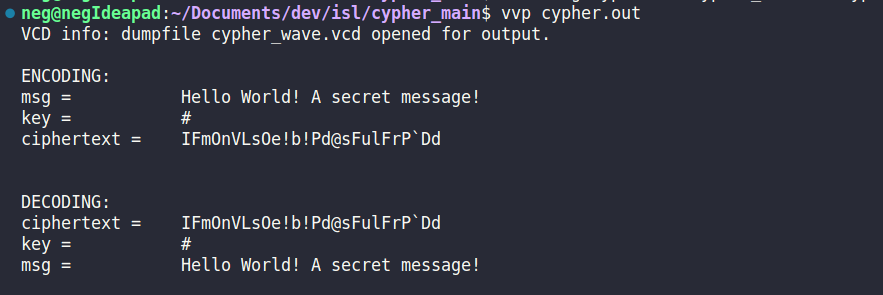 neg@negIdeapad:~/Documents/dev/isl/cypher_main$ vvp cypher.out
VCD info: dumpfile cypher_wave.vcd opened for output.
ENCODING:
msg = Hello World! A secret message!
key = #
ciphertext = IFmOnVLsOe!b!Pd@sFulFrP`Dd
DECODING:
ciphertext = IFmOnVLsOe!b!Pd@sFulFrP`Dd
key = #
msg = Hello World! A secret message!